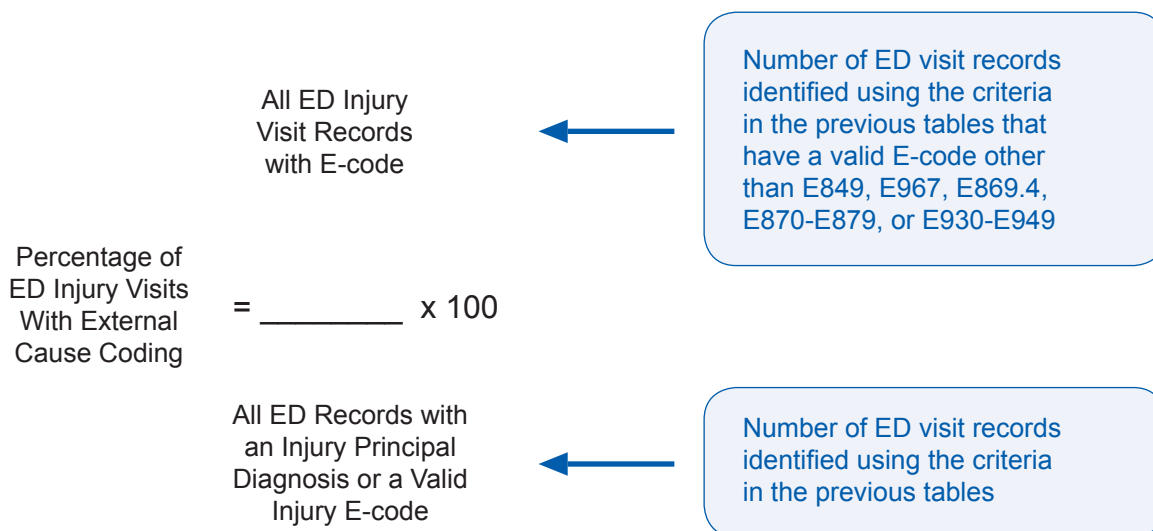 All ED Injury
Visit Records
with E-code
Number of ED visit records
identified using the criteria
in the previous tables that
have a valid E-code other
than E849, E967, E869.4,
E870-E879, or E930-E949
Percentage of
ED Injury Visits
With External
Cause Coding
= ________ x 100
All ED Records with
an Injury Principal
Diagnosis or a Valid
Injury E-code
Number of ED visit records
identified using the criteria
in the previous tables